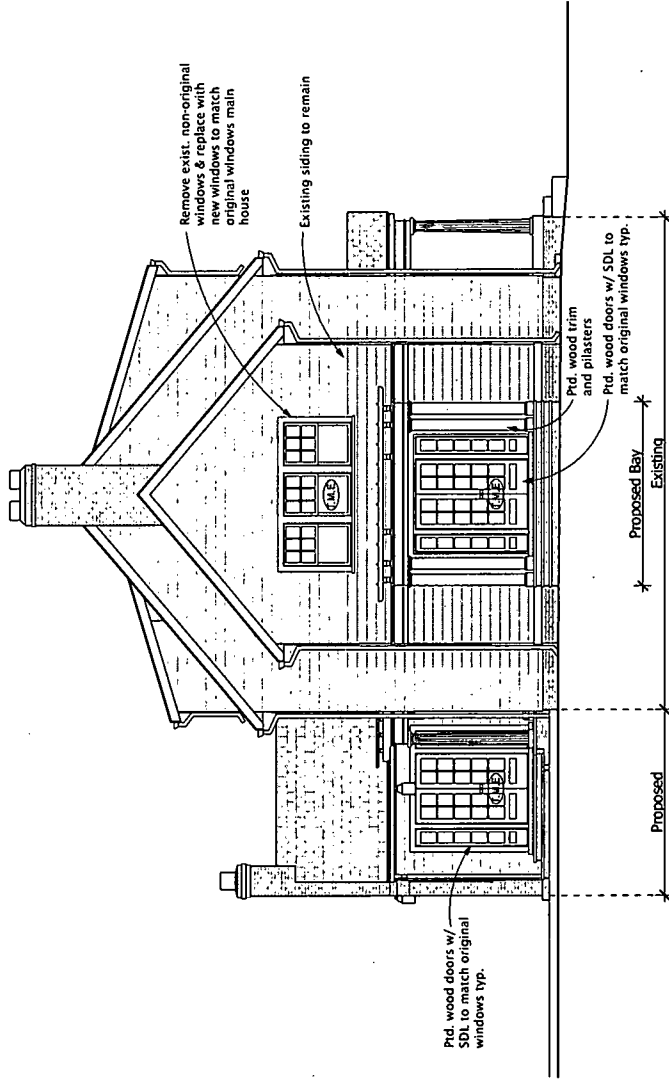 Remove exist. non-original
windows & replace with
new windows to match
original windows main
house
Existing siding to remain
T.M.E
T.M.E
T.M.E
Ptd. wood trim
and pilasters
Ptd. wood doors w/ SDL to
match original windows typ.
Ptd. wood doors w/
SDL to match original
windows typ.
Proposed Bay
Proposed
Existing